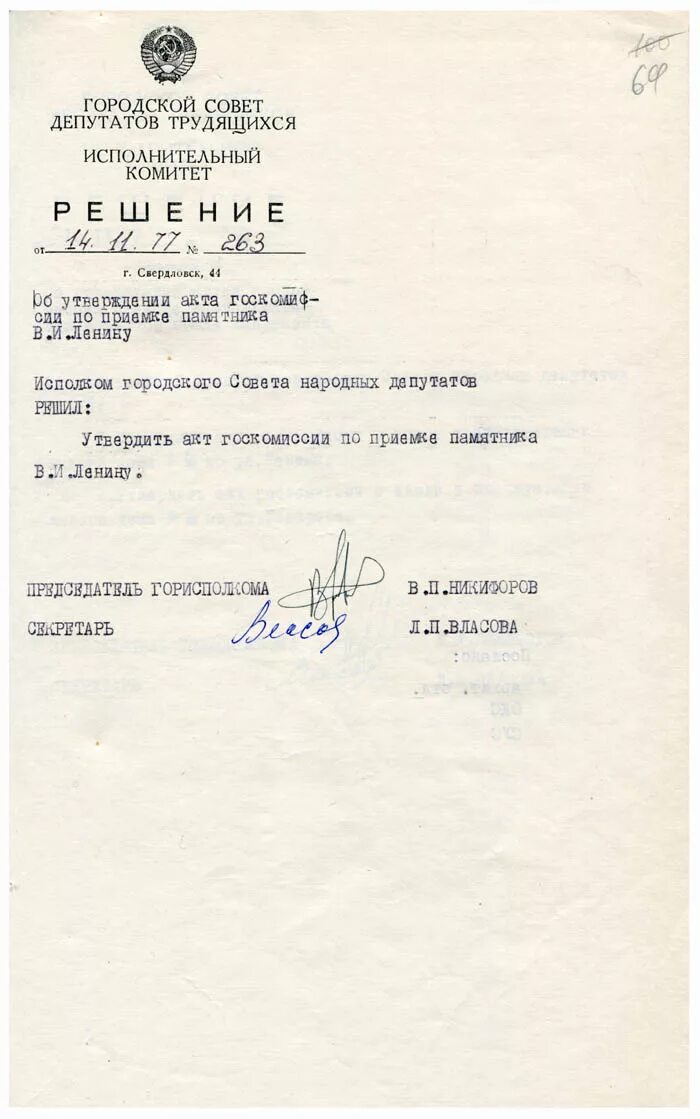 100
69
ГОРОДСКОЙ СОВЕТ
ДЕПУТАТОВ ТРУДЯЩИХСЯ
ИСПОЛНИТЕЛЬНЫЙ
КОМИТЕТ
РЕШЕНИЕ
от 14. 11. 77 № 263
г. Свердловск, 44
Об утверждении акта госкомис-
сии по приемке памятника
В.И.Ленину
Исполком городского Совета народных депутатов
РЕШИЛ:
Утвердить акт госкомиссии по приемке памятника
В.И.Ленину.
ПРЕДСЕДАТЕЛЬ ГОРИСПОЛКОМА В.П.НИКИФОРОВ
СЕКРЕТАРЬ Власова Л.П.ВЛАСОВА